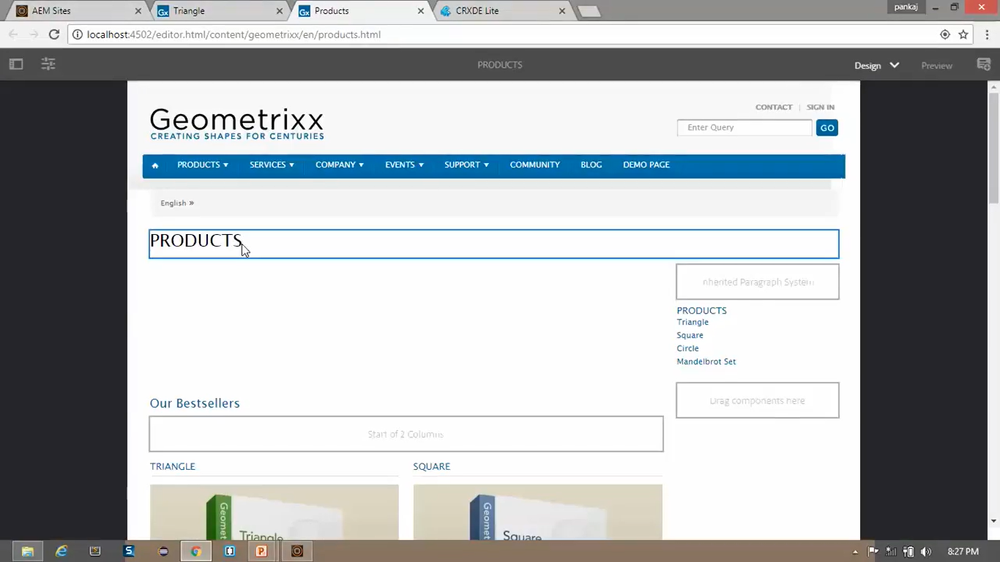 AEM Sites
Triangle
Products
CRXDE Lite
pankaj
localhost:4502/editor.html/content/geometrixx/en/products.html
PRODUCTS
Design
Preview
Geometrixx
CREATING SHAPES FOR CENTURIES
CONTACT | SIGN IN
Enter Query
GO
PRODUCTS SERVICES COMPANY EVENTS SUPPORT COMMUNITY BLOG DEMO PAGE
English »
PRODUCTS
nherited Paragraph System
PRODUCTS
Triangle
Square
Circle
Mandelbrot Set
Drag components here
Our Bestsellers
Start of 2 Columns
TRIANGLE
SQUARE
Geomet
Triangle
Geomet
Square
8:27 PM